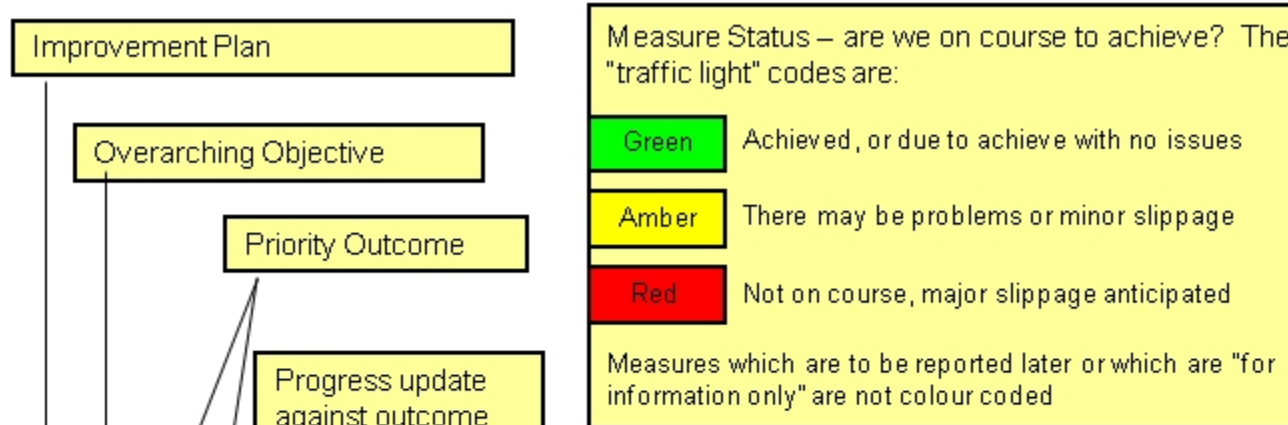 Improvement Plan
Overarching Objective
Priority Outcome
Progress update
against outcome
Measure Status – are we on course to achieve? The
"traffic light" codes are:
Green Achieved, or due to achieve with no issues
Amber There may be problems or minor slippage
Red Not on course, major slippage anticipated
Measures which are to be reported later or which are "for
information only" are not colour coded